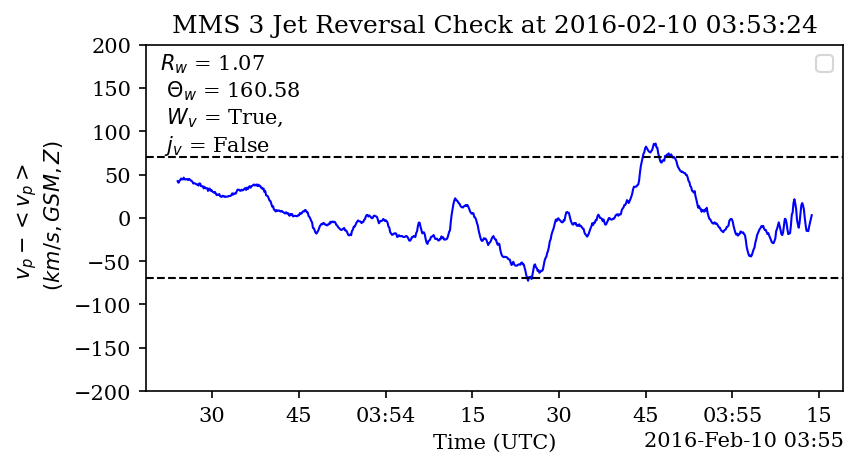 MMS 3 Jet Reversal Check at 2016-02-10 03:53:24
R_w = 1.07
Θ_w = 160.58
W_v = True,
j_v = False
v_p − < v_p >
(km/s, GSM, Z)
200
150
100
50
0
−50
−100
−150
−200
30 45 03:54 15 30 45 03:55 15
Time (UTC)
2016-Feb-10 03:55